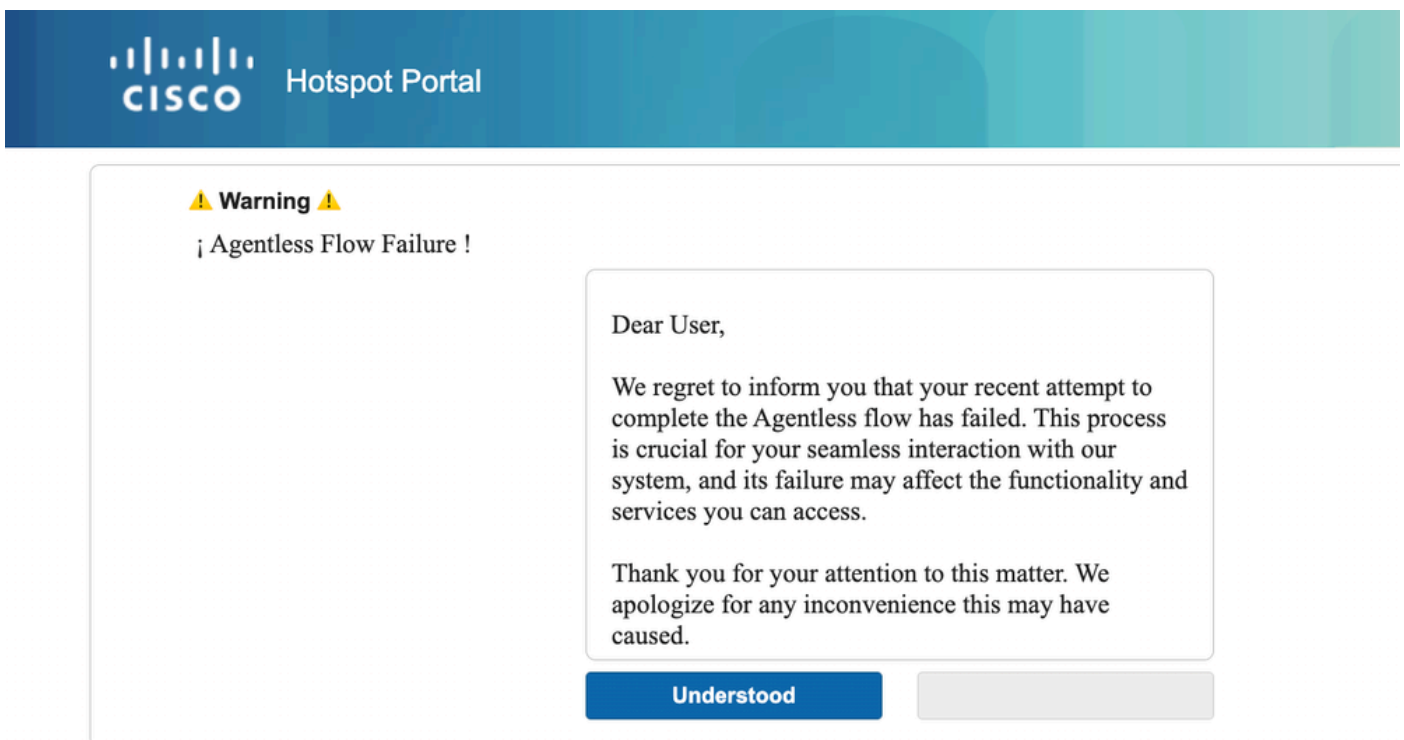 CISCO
Hotspot Portal
⚠ Warning ⚠
¡ Agentless Flow Failure !
Dear User,
We regret to inform you that your recent attempt to
complete the Agentless flow has failed. This process
is crucial for your seamless interaction with our
system, and its failure may affect the functionality and
services you can access.
Thank you for your attention to this matter. We
apologize for any inconvenience this may have
caused.
Understood